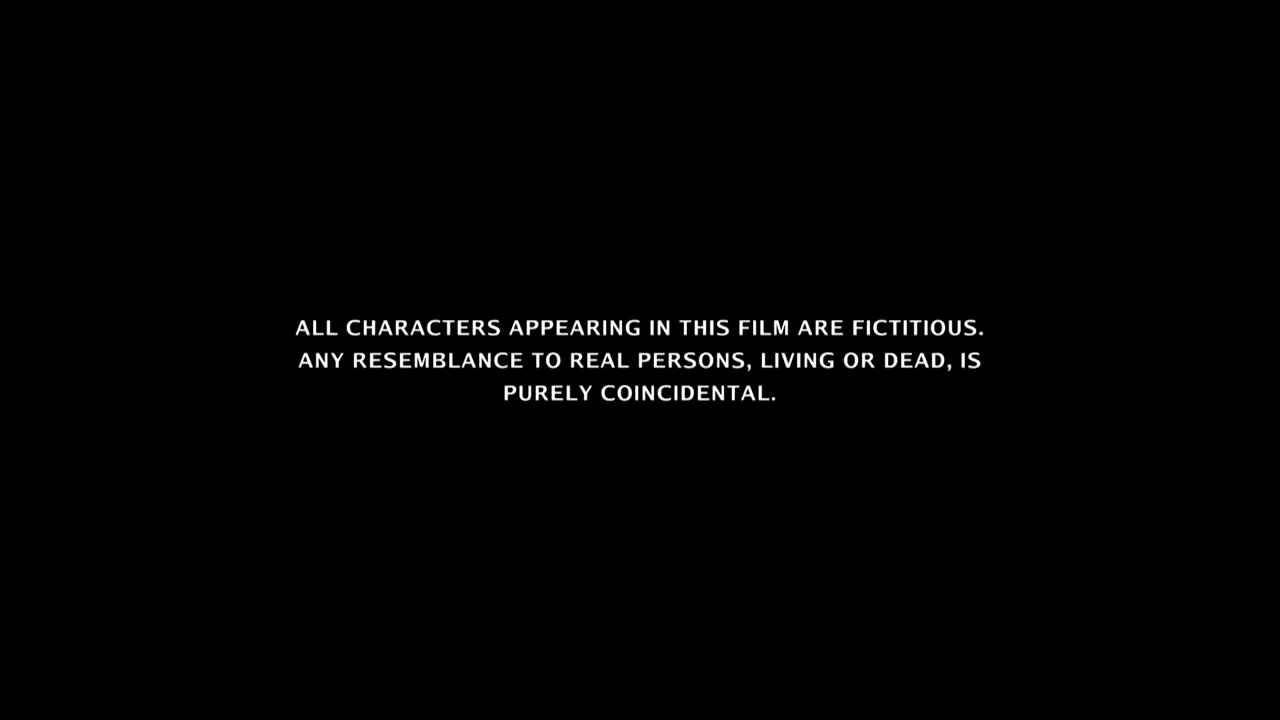 ALL CHARACTERS APPEARING IN THIS FILM ARE FICTITIOUS.
ANY RESEMBLANCE TO REAL PERSONS, LIVING OR DEAD, IS
PURELY COINCIDENTAL.